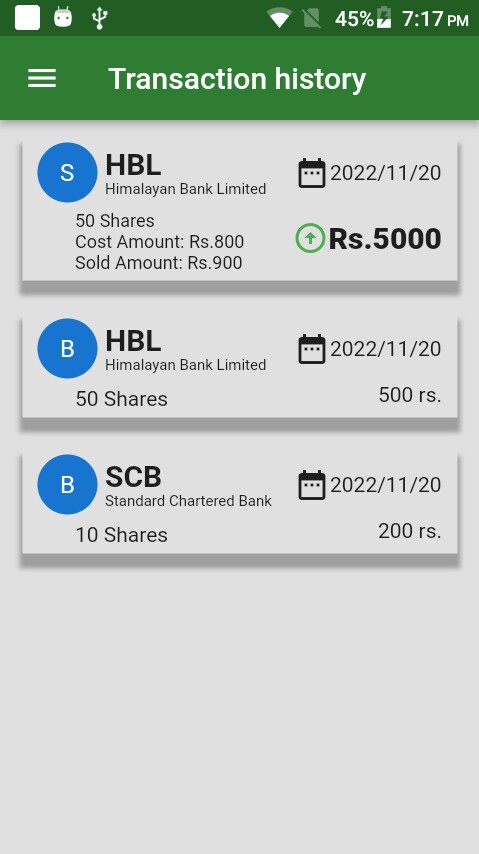 45% 7:17 PM
Transaction history
S HBL 2022/11/20
Himalayan Bank Limited
50 Shares
Cost Amount: Rs.800 Rs.5000
Sold Amount: Rs.900
B HBL 2022/11/20
Himalayan Bank Limited
50 Shares 500 rs.
B SCB 2022/11/20
Standard Chartered Bank
10 Shares 200 rs.